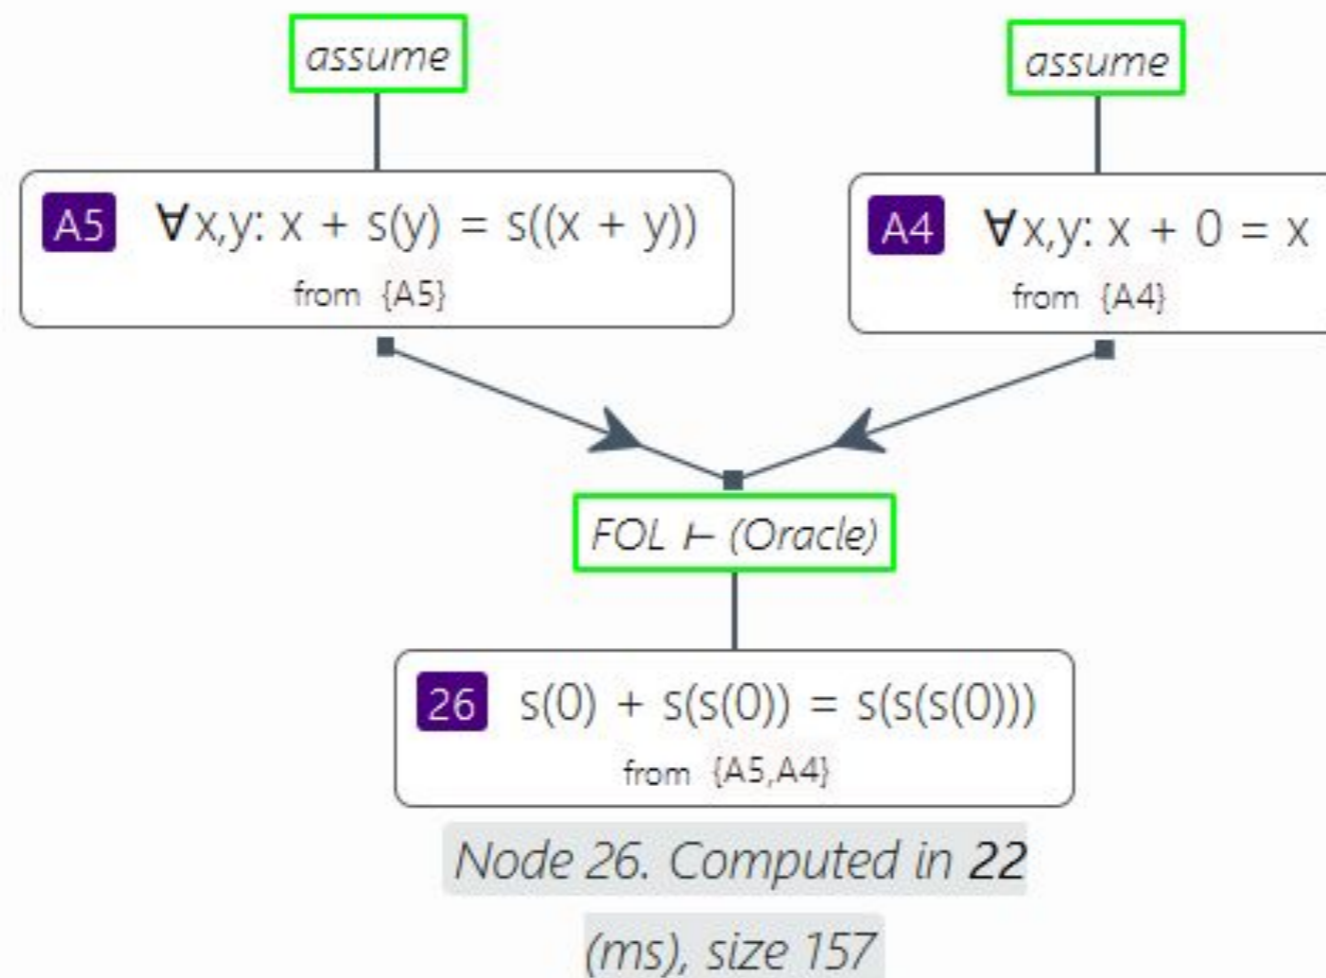 assume
assume
A5 ∀x,y: x + s(y) = s((x + y))
from {A5}
A4 ∀x,y: x + 0 = x
from {A4}
FOL ⊢ (Oracle)
26 s(0) + s(s(0)) = s(s(s(0)))
from {A5,A4}
Node 26. Computed in 22
(ms), size 157